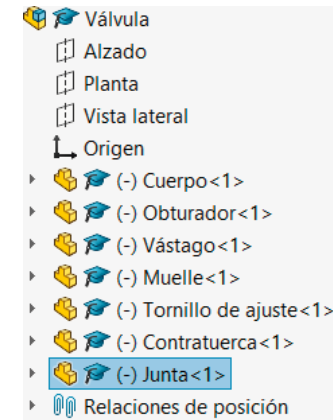 Válvula
Alzado
Planta
Vista lateral
Origen
(-) Cuerpo<1>
(-) Obturador<1>
(-) Vástago<1>
(-) Muelle<1>
(-) Tornillo de ajuste<1>
(-) Contratuerca<1>
(-) Junta<1>
Relaciones de posición